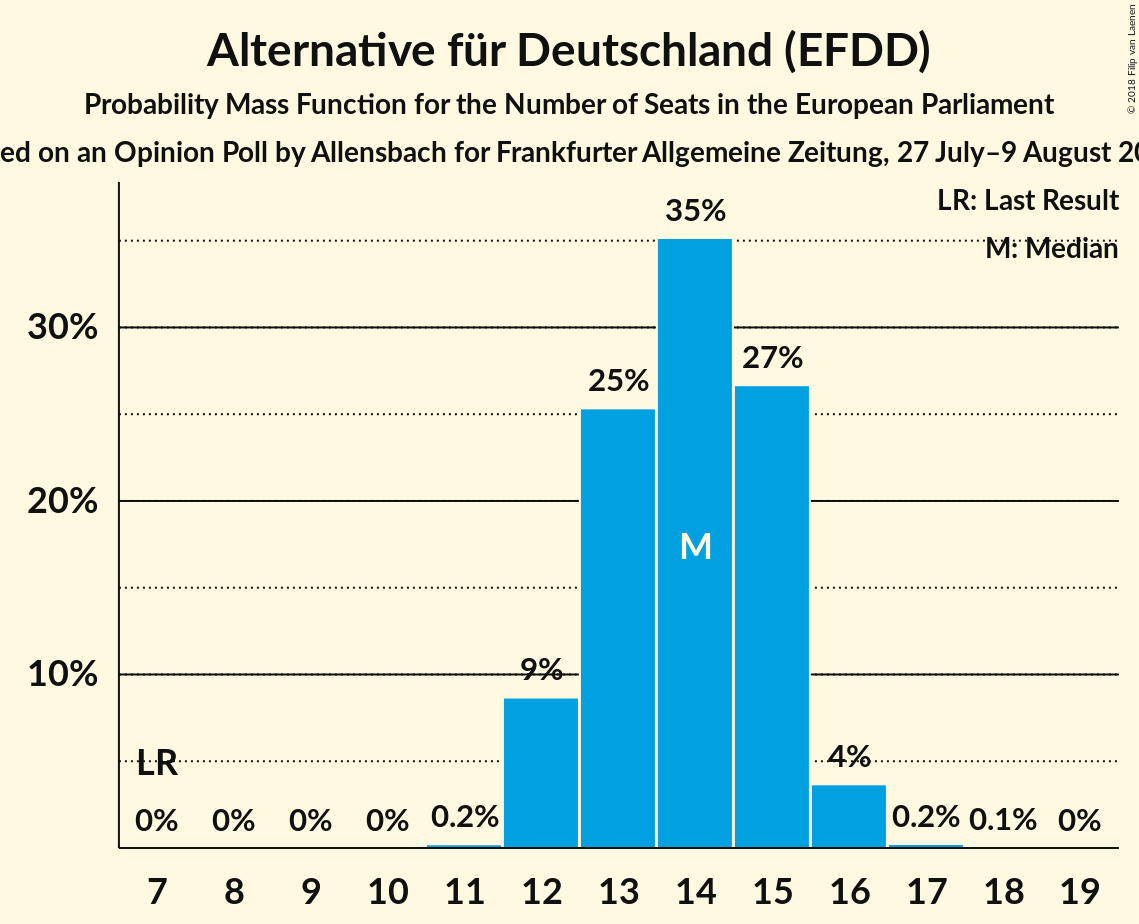 Alternative für Deutschland (EFDD)
Probability Mass Function for the Number of Seats in the European Parliament
ed on an Opinion Poll by Allensbach for Frankfurter Allgemeine Zeitung, 27 July–9 August 20
© 2018 Filip van Laenen
LR: Last Result
M: Median
35%
30%
27%
25%
20%
M
10%
9%
LR
4%
0% 0% 0% 0% 0.2% 0.2% 0.1% 0%
7 8 9 10 11 12 13 14 15 16 17 18 19